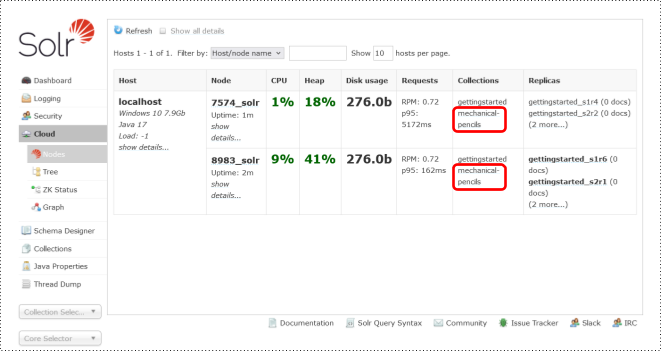 Solr
Refresh Show all details
Hosts 1 - 1 of 1. Filter by: Host/node name Show 10 hosts per page.
Dashboard
Logging
Security
Cloud
Nodes
Tree
ZK Status
Graph
Schema Designer
Collections
Java Properties
Thread Dump
Collection Selec...
Core Selector
Host Node CPU Heap Disk usage Requests Collections Replicas
localhost
Windows 10 7.9Gb
Java 17
Load: -1
show details...
7574_solr
Uptime: 1m
show
details...
1% 18% 276.0b
RPM: 0.72
p95:
5172ms
gettingstarted
mechanical-
pencils
gettingstarted_s1r4 (0 docs)
gettingstarted_s2r2 (0 docs)
(2 more...)
8983_solr
Uptime: 2m
show
details...
9% 41% 276.0b
RPM: 0.72
p95: 162ms
gettingstarted
mechanical-
pencils
gettingstarted_s1r6 (0
docs)
gettingstarted_s2r1 (0
docs)
(2 more...)
Documentation Solr Query Syntax Community Issue Tracker Slack IRC